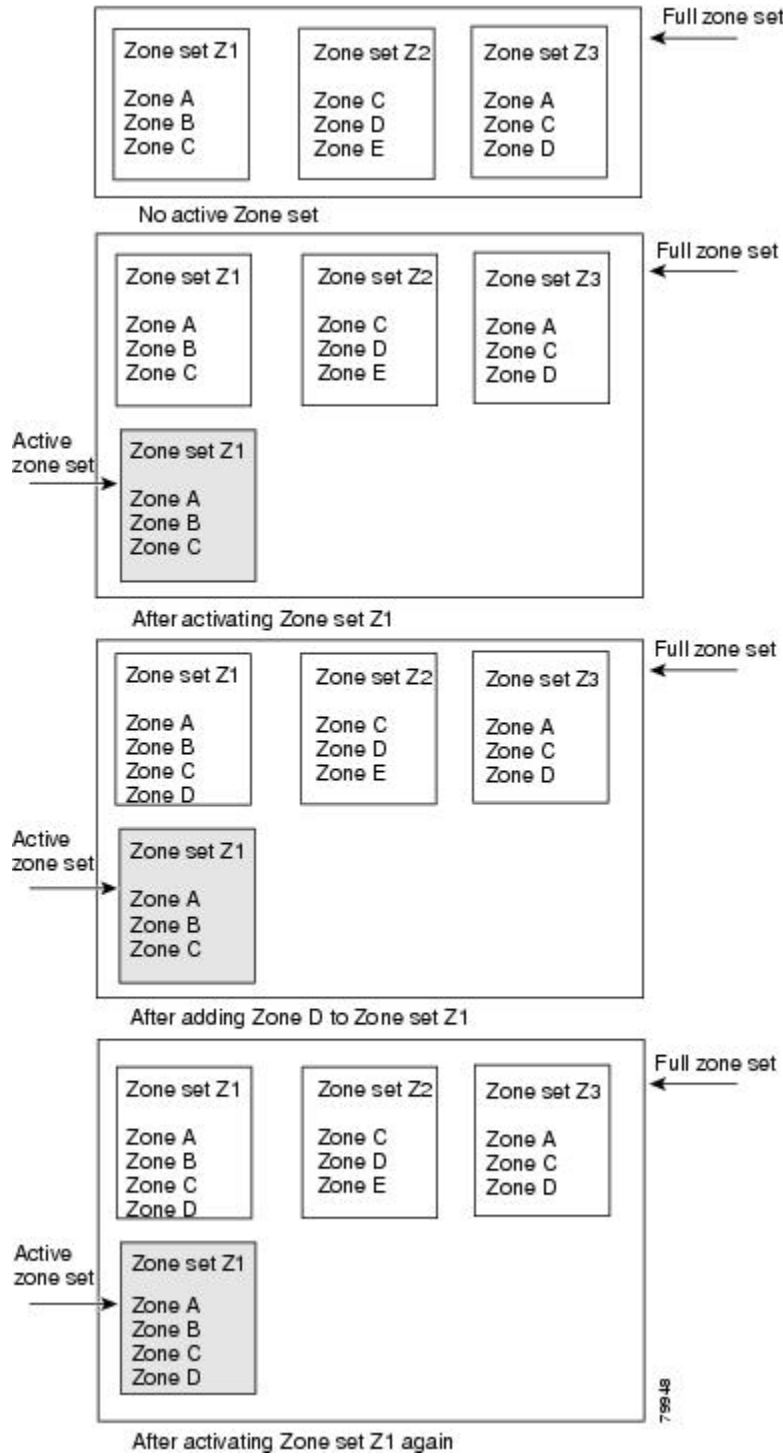 Full zone set
Zone set Z1
Zone A
Zone B
Zone C
Zone set Z2
Zone C
Zone D
Zone E
Zone set Z3
Zone A
Zone C
Zone D
No active Zone set
Full zone set
Zone set Z1
Zone A
Zone B
Zone C
Zone set Z2
Zone C
Zone D
Zone E
Zone set Z3
Zone A
Zone C
Zone D
Active
zone set
Zone set Z1
Zone A
Zone B
Zone C
After activating Zone set Z1
Full zone set
Zone set Z1
Zone A
Zone B
Zone C
Zone D
Zone set Z2
Zone C
Zone D
Zone E
Zone set Z3
Zone A
Zone C
Zone D
Active
zone set
Zone set Z1
Zone A
Zone B
Zone C
After adding Zone D to Zone set Z1
Full zone set
Zone set Z1
Zone A
Zone B
Zone C
Zone D
Zone set Z2
Zone C
Zone D
Zone E
Zone set Z3
Zone A
Zone C
Zone D
Active
zone set
Zone set Z1
Zone A
Zone B
Zone C
Zone D
79948
After activating Zone set Z1 again